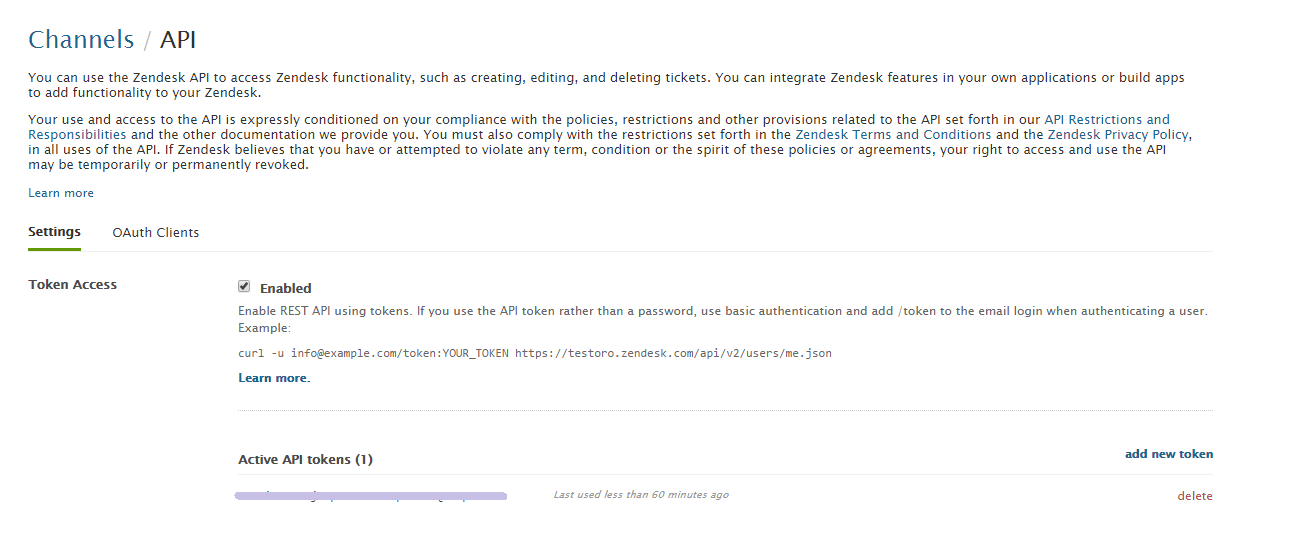 Channels / API
You can use the Zendesk API to access Zendesk functionality, such as creating, editing, and deleting tickets. You can integrate Zendesk features in your own applications or build apps
to add functionality to your Zendesk.
Your use and access to the API is expressly conditioned on your compliance with the policies, restrictions and other provisions related to the API set forth in our API Restrictions and
Responsibilities and the other documentation we provide you. You must also comply with the restrictions set forth in the Zendesk Terms and Conditions and the Zendesk Privacy Policy,
in all uses of the API. If Zendesk believes that you have or attempted to violate any term, condition or the spirit of these policies or agreements, your right to access and use the API
may be temporarily or permanently revoked.
Learn more
Settings OAuth Clients
Token Access Enabled
Enable REST API using tokens. If you use the API token rather than a password, use basic authentication and add /token to the email login when authenticating a user.
Example:
curl -u info@example.com/token:YOUR_TOKEN https://testoro.zendesk.com/api/v2/users/me.json
Learn more.
Active API tokens (1) add new token
Last used less than 60 minutes ago delete